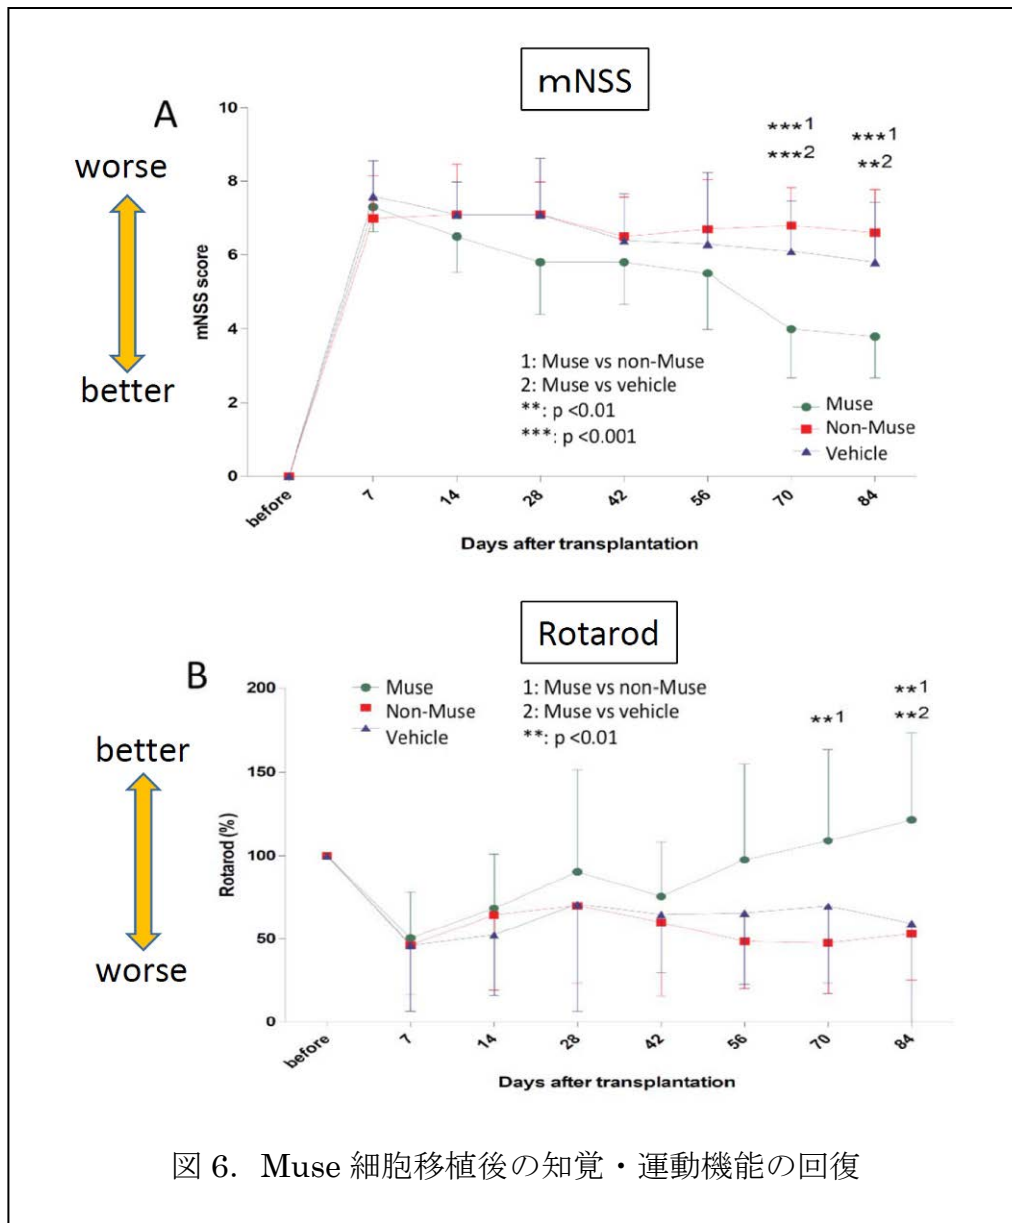 mNSS
A
worse
better
mNSS score
10
8
6
4
2
0
***1
***2
***1
**2
1: Muse vs non-Muse
2: Muse vs vehicle
**: p <0.01
***: p <0.001
Muse
Non-Muse
Vehicle
before
7
14
28
42
56
70
84
Days after transplantation
Rotarod
B
better
worse
Rotarod (%)
200
150
100
50
0
Muse
Non-Muse
Vehicle
1: Muse vs non-Muse
2: Muse vs vehicle
**: p <0.01
**1
**1
**2
before
7
14
28
42
56
70
84
Days after transplantation
図 6. Muse 細胞移植後の知覚・運動機能の回復